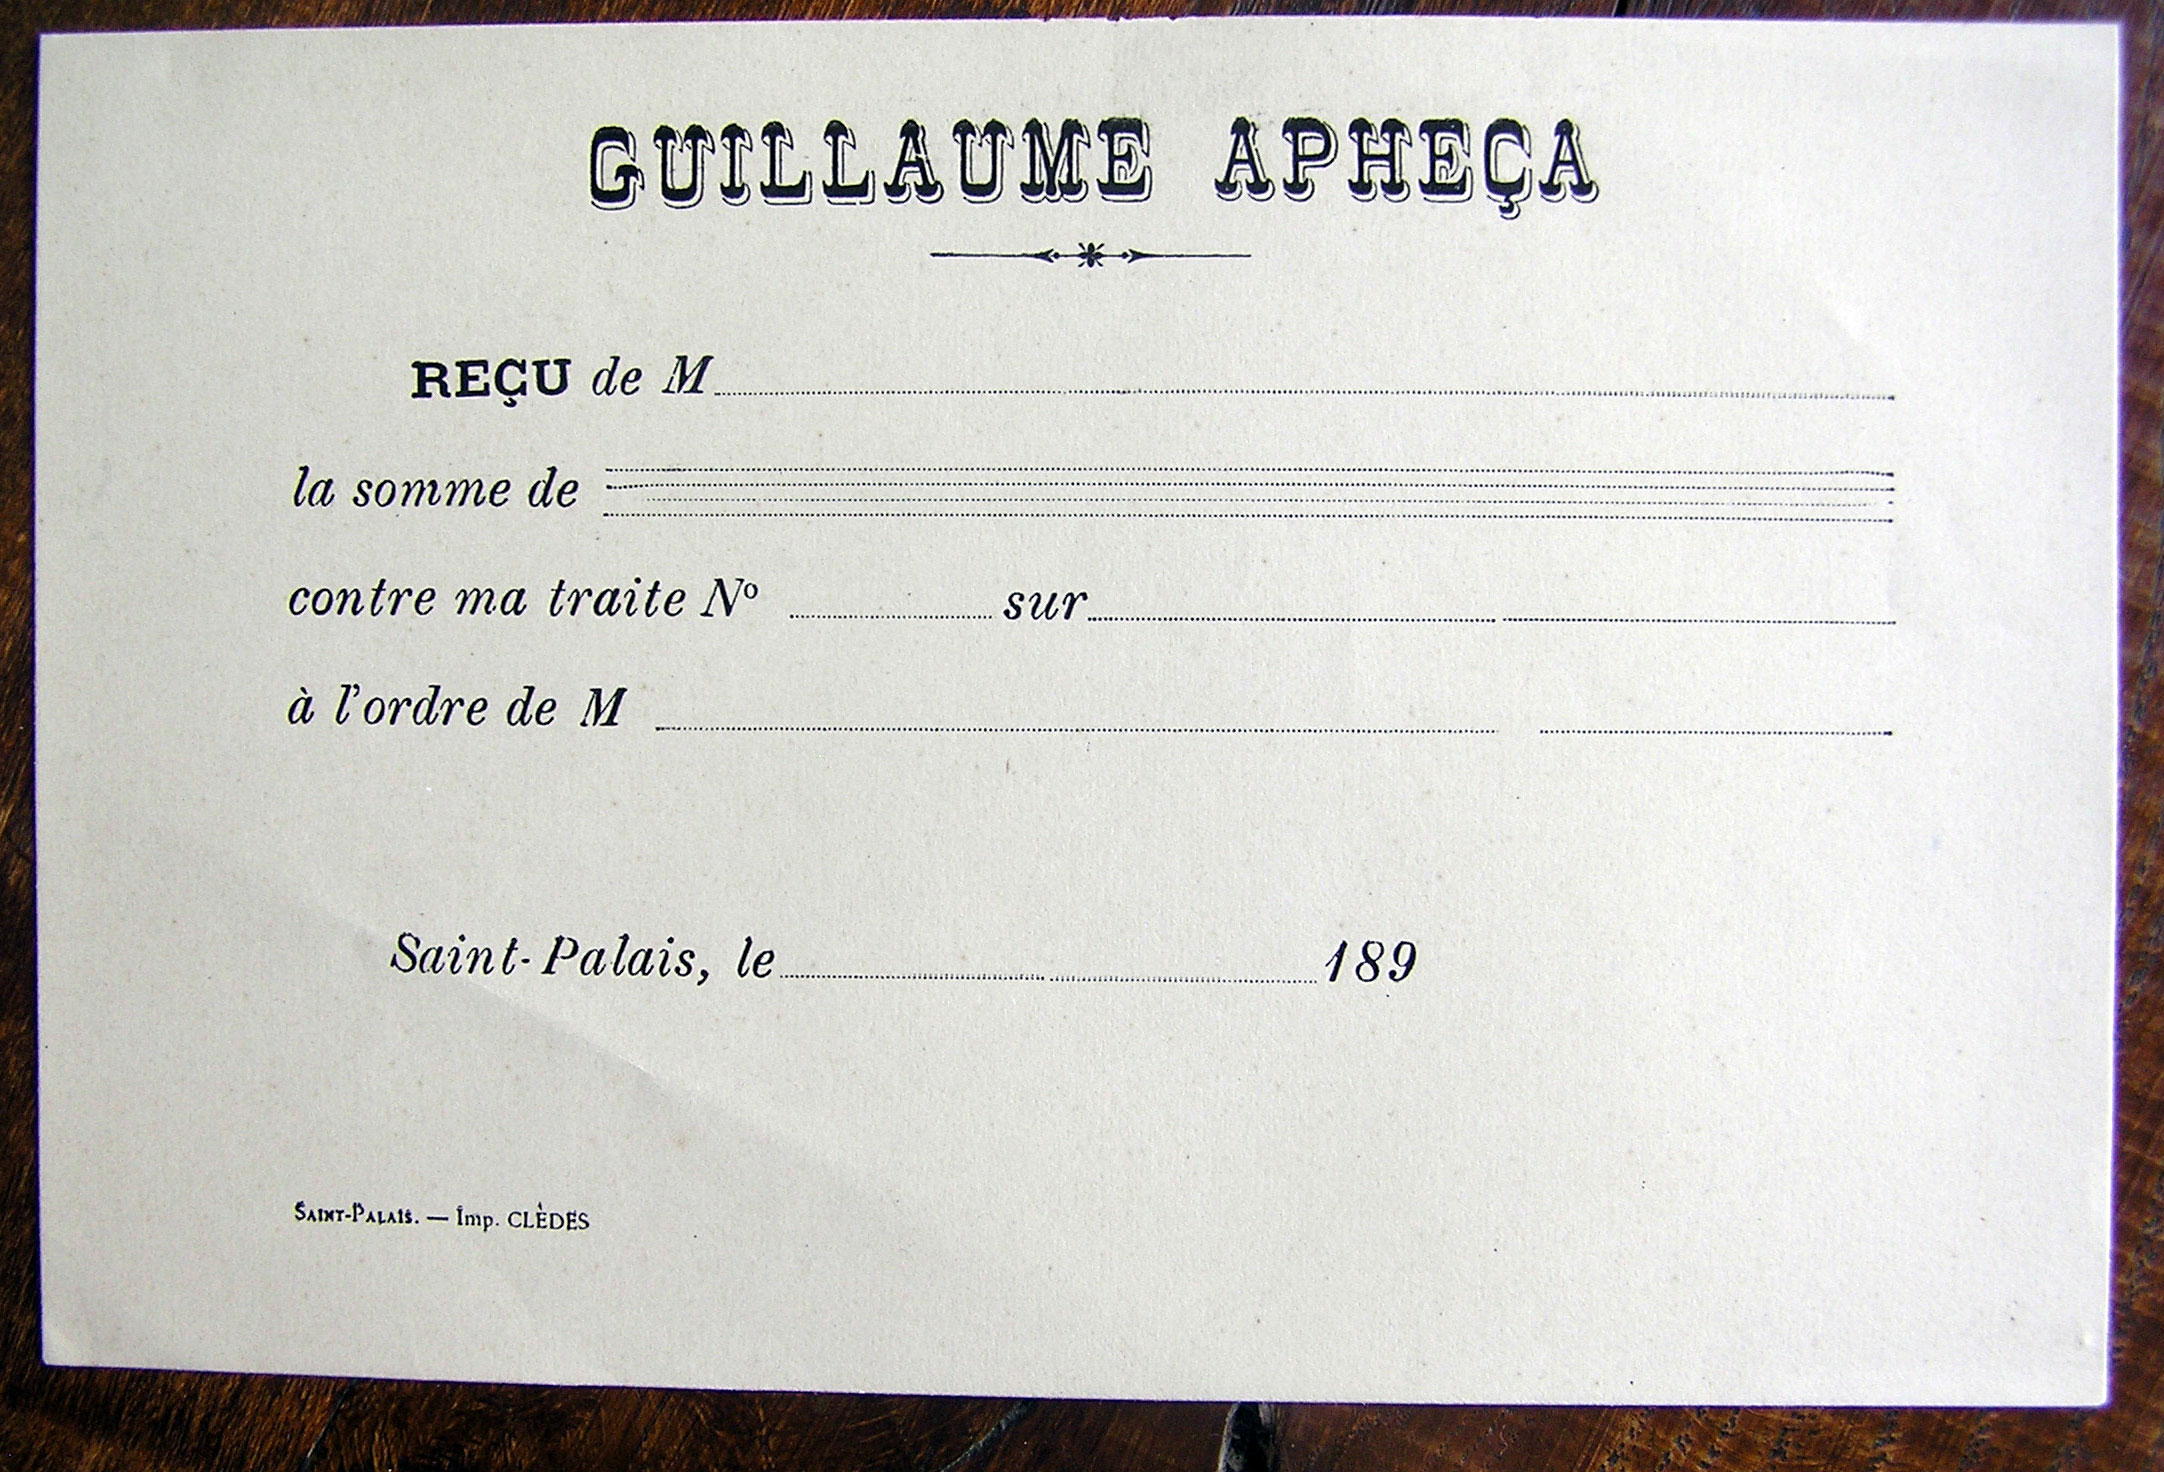 GUILLAUME APHEÇA
REÇU de M
la somme de
contre ma traite Nº sur
à l'ordre de M
Saint-Palais, le 189
SAINT-PALAIS. — Imp. CLÈDES